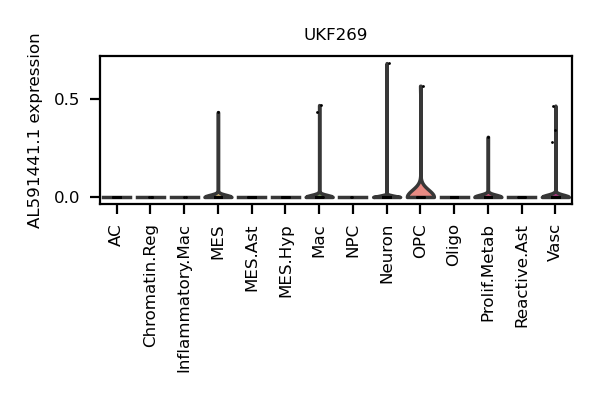 UKF269
AL591441.1 expression
0.5
0.0
AC
Chromatin.Reg
Inflammatory.Mac
MES
MES.Ast
MES.Hyp
Mac
NPC
Neuron
OPC
Oligo
Prolif.Metab
Reactive.Ast
Vasc